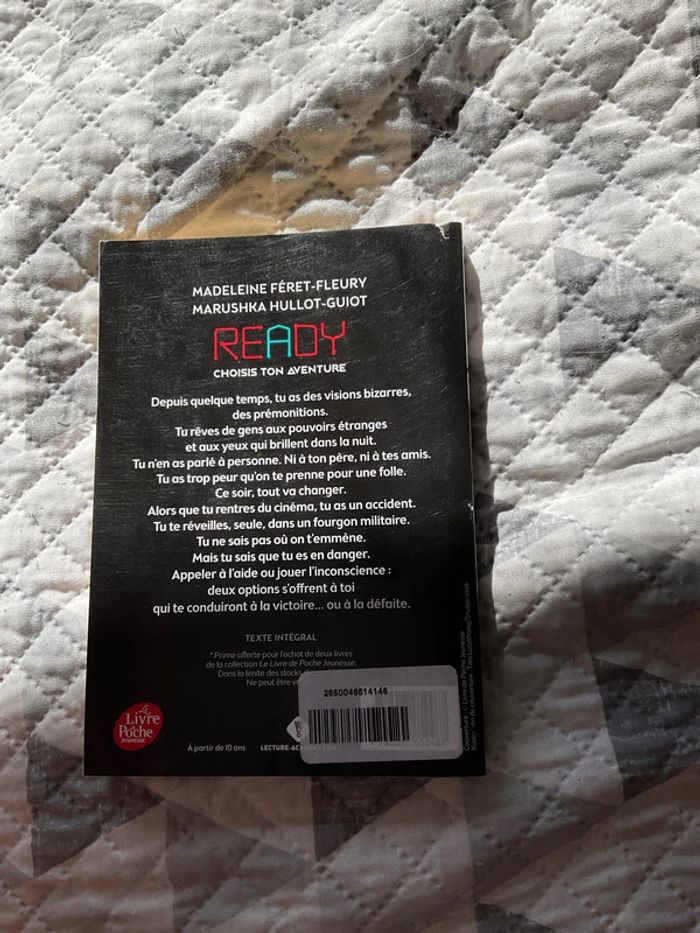 MADELEINE FÉRET-FLEURY
MARUSHKA HULLOT-GUIOT
READY
CHOISIS TON AVENTURE
Depuis quelque temps, tu as des visions bizarres,
des prémonitions.
Tu rêves de gens aux pouvoirs étranges
et aux yeux qui brillent dans la nuit.
Tu n'en as parlé à personne. Ni à ton père, ni à tes amis.
Tu as trop peur qu'on te prenne pour une folle.
Ce soir, tout va changer.
Alors que tu rentres du cinéma, tu as un accident.
Tu te réveilles, seule, dans un fourgon militaire.
Tu ne sais pas où on t'emmène.
Mais tu sais que tu es en danger.
Appeler à l'aide ou jouer l'inconscience :
deux options s'offrent à toi
qui te conduiront à la victoire... ou à la défaite.
TEXTE INTÉGRAL
* Prime offerte pour l'achat de deux livres
de la collection Le Livre de Poche Jeunesse.
Dans la limite des stocks
Ne peut être
2650046514146
Le
Livre
de
Poche
Jeunesse
À partir de 10 ans
Couverture : © Livre de Poche Jeunesse